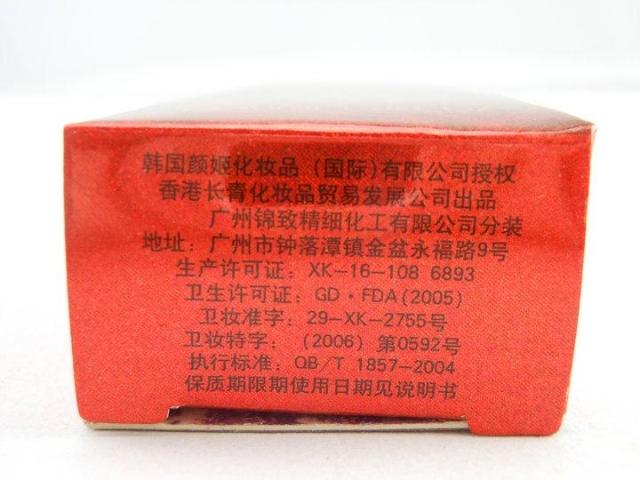 韩国颜姬化妆品（国际）有限公司授权
香港长青化妆品贸易发展公司出品
广州锦致精细化工有限公司分装
地址：广州市钟落潭镇金盆永福路9号
生产许可证：XK-16-108 6893
卫生许可证：GD·FDA(2005)
卫妆准字：29-XK-2755号
卫妆特字：（2006）第0592号
执行标准：QB/T 1857-2004
保质期限期使用日期见说明书